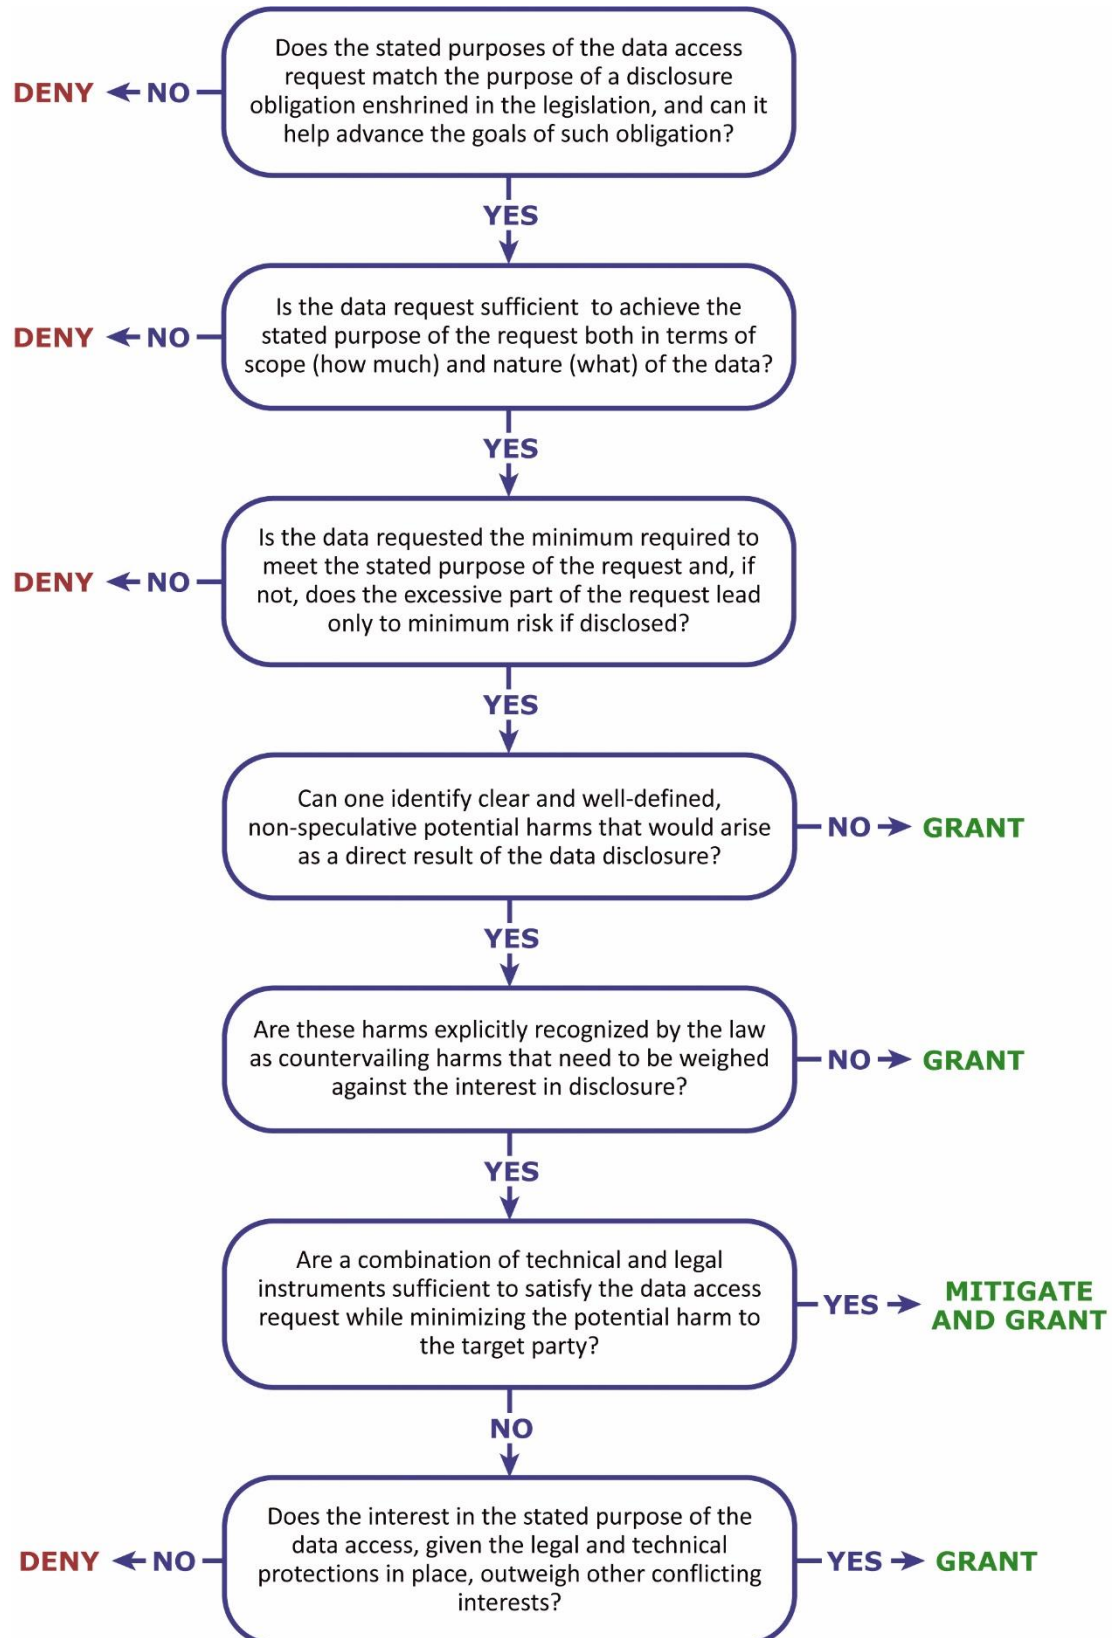 Does the stated purposes of the data access
request match the purpose of a disclosure
obligation enshrined in the legislation, and can it
help advance the goals of such obligation?
DENY NO
YES
Is the data request sufficient to achieve the
stated purpose of the request both in terms of
scope (how much) and nature (what) of the data?
DENY NO
YES
Is the data requested the minimum required to
meet the stated purpose of the request and, if
not, does the excessive part of the request lead
only to minimum risk if disclosed?
DENY NO
YES
Can one identify clear and well-defined,
non-speculative potential harms that would arise
as a direct result of the data disclosure?
NO GRANT
YES
Are these harms explicitly recognized by the law
as countervailing harms that need to be weighed
against the interest in disclosure?
NO GRANT
YES
Are a combination of technical and legal
instruments sufficient to satisfy the data access
request while minimizing the potential harm to
the target party?
YES MITIGATE
AND GRANT
NO
Does the interest in the stated purpose of the
data access, given the legal and technical
protections in place, outweigh other conflicting
interests?
DENY NO
YES GRANT